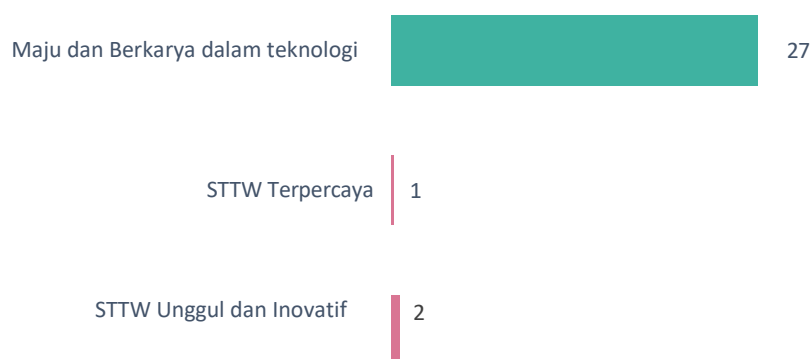 Maju dan Berkarya dalam teknologi 27
STTW Terpercaya 1
STTW Unggul dan Inovatif 2